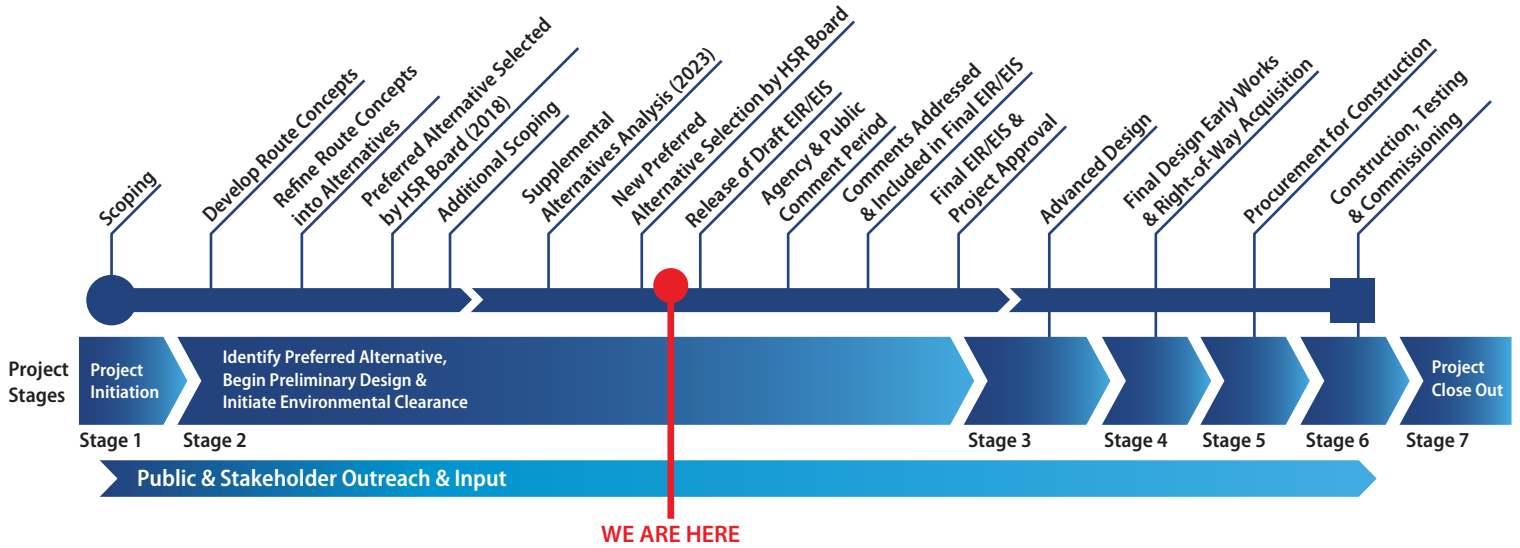 Scoping
Develop Route Concepts
Refine Route Concepts
into Alternatives
Preferred Alternative Selected
by HSR Board (2018)
Additional Scoping
Supplemental
Alternatives Analysis (2023)
New Preferred
Alternative Selection by HSR Board
Release of Draft EIR/EIS
Agency & Public
Comment Period
Comments Addressed
& Included in Final EIR/EIS
Final EIR/EIS &
Project Approval
Advanced Design
Final Design Early Works
& Right-of-Way Acquisition
Procurement for Construction
Construction, Testing
& Commissioning
Project
Stages
Project
Initiation
Identify Preferred Alternative,
Begin Preliminary Design &
Initiate Environmental Clearance
Project
Close Out
Stage 1
Stage 2
Stage 3
Stage 4
Stage 5
Stage 6
Stage 7
Public & Stakeholder Outreach & Input
WE ARE HERE